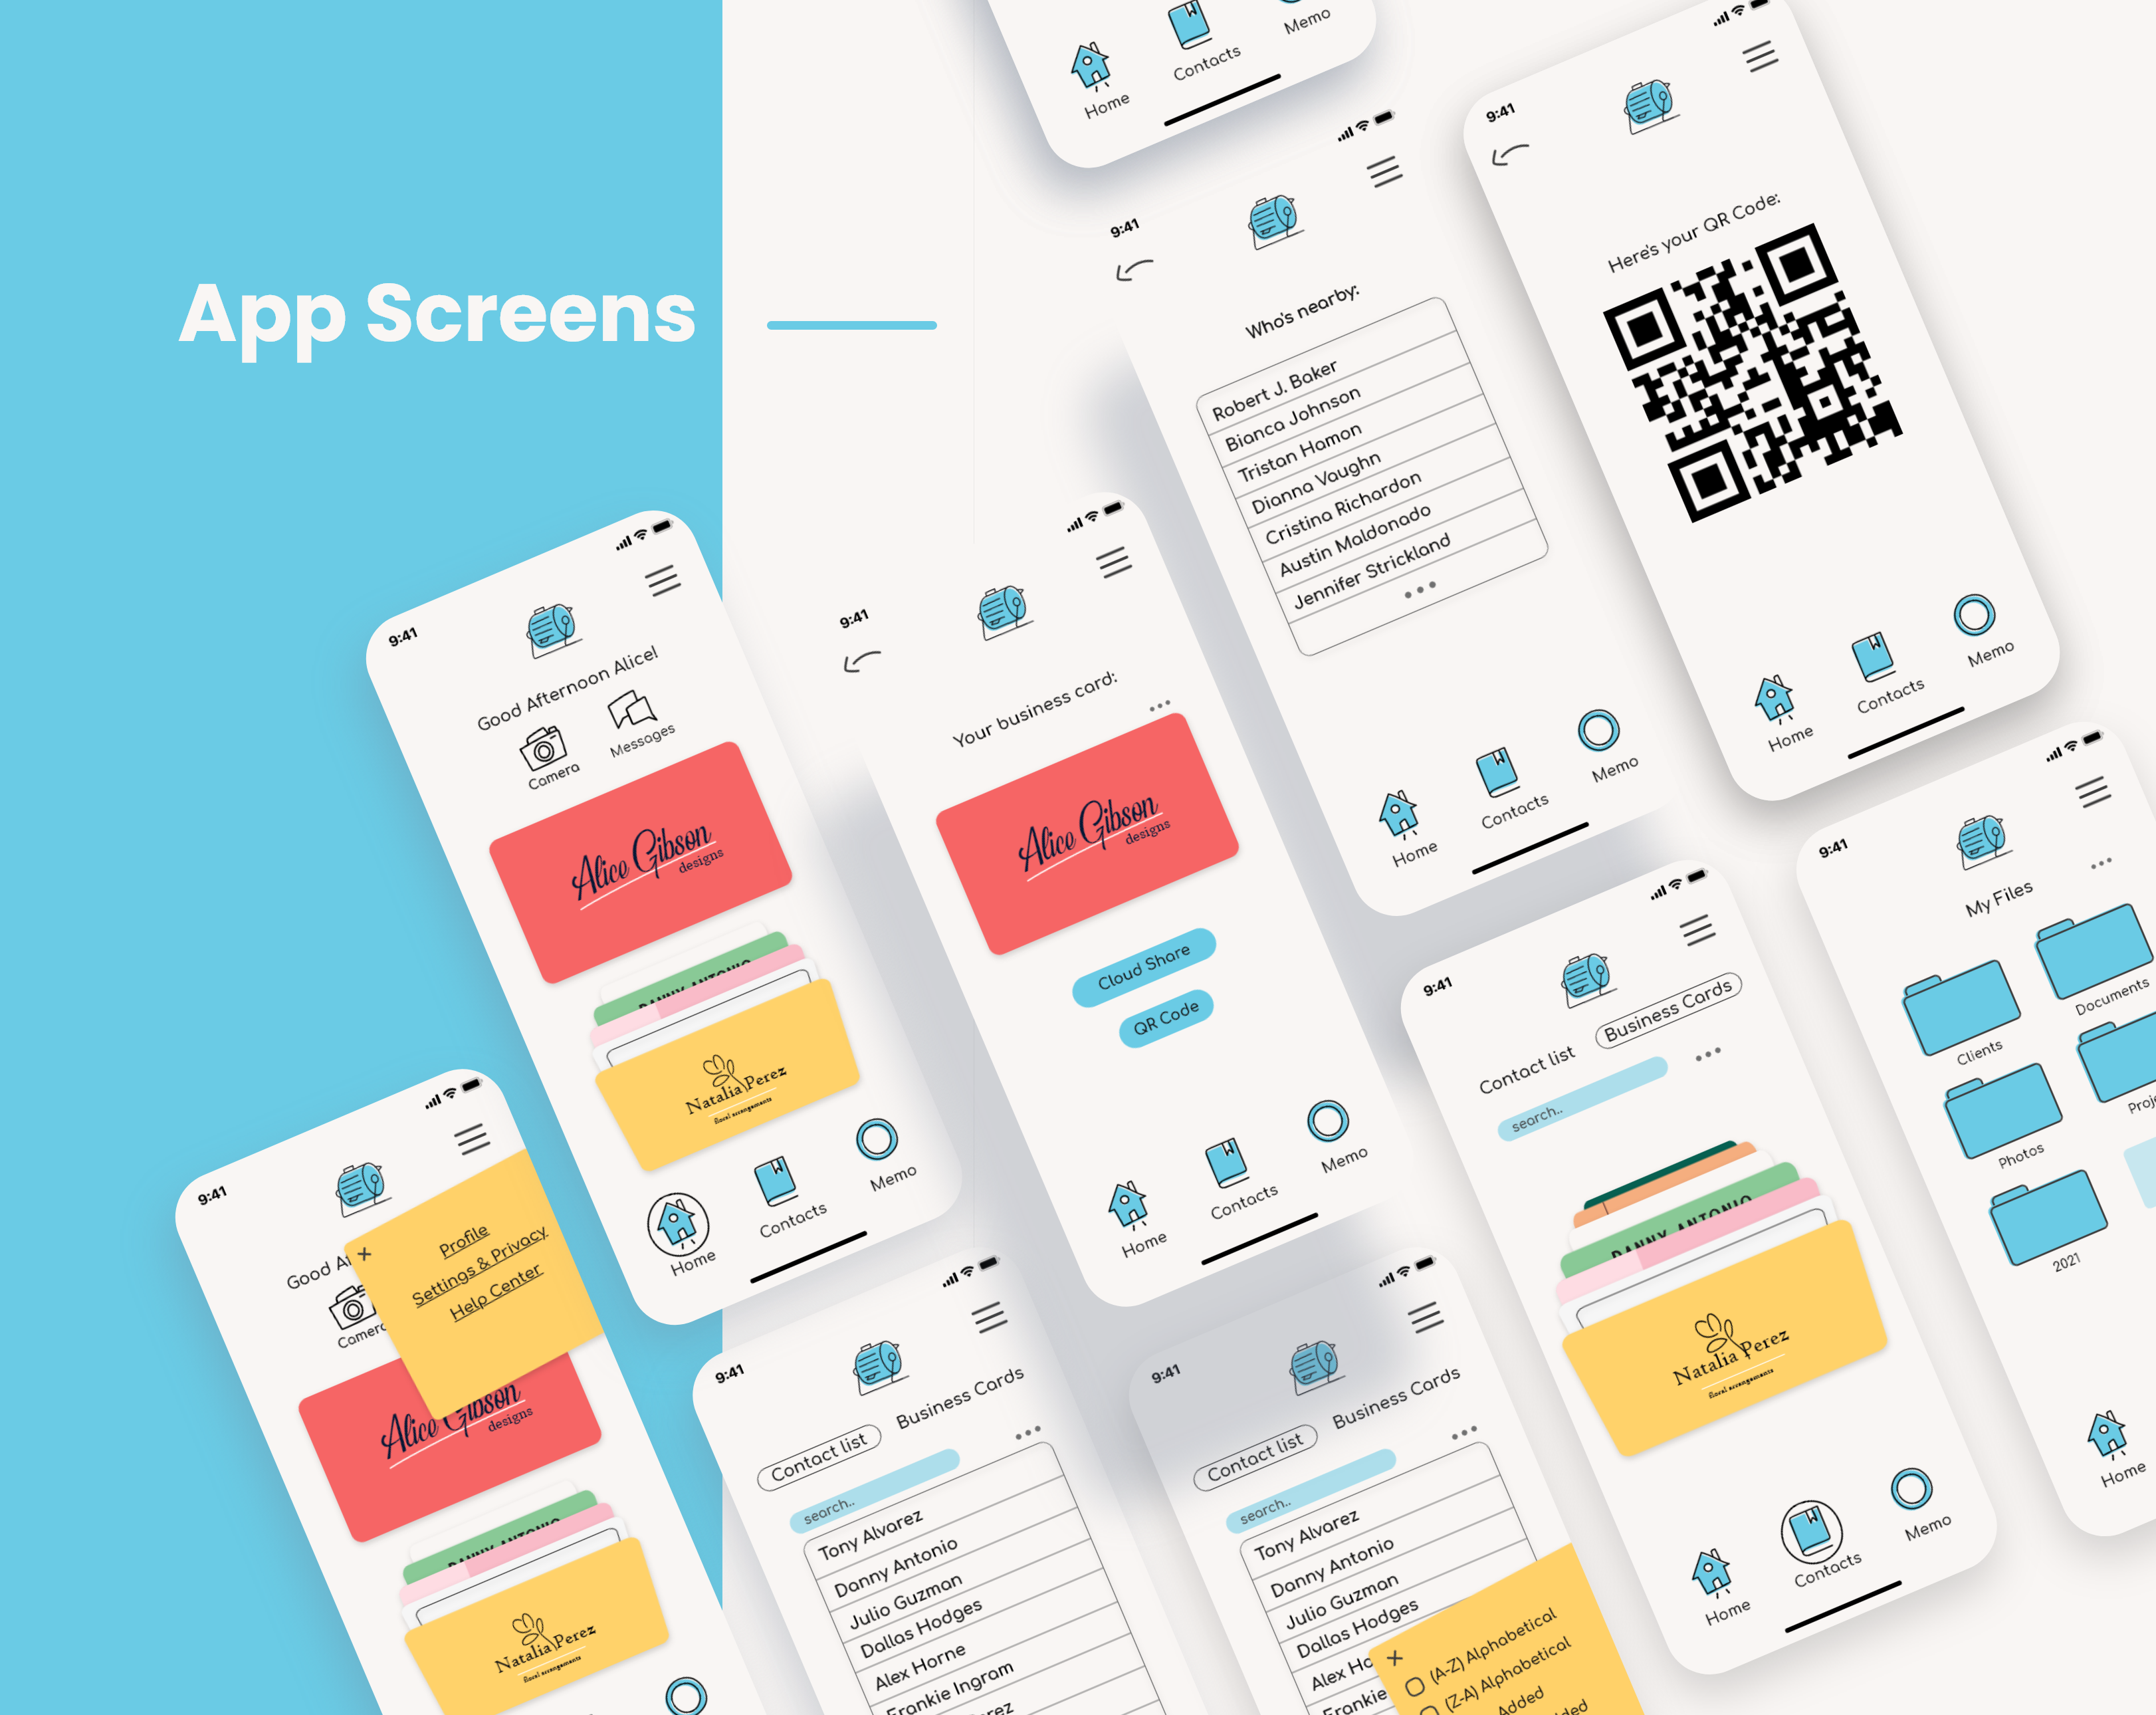 App Screens
Home
Contacts
Memo
9:41
Who's nearby:
Robert J. Baker
Bianca Johnson
Tristan Hamon
Dianna Vaughn
Cristina Richardon
Austin Maldonado
Jennifer Strickland
Home
Contacts
Memo
9:41
Here's your QR Code:
Home
Contacts
Memo
9:41
Good Afternoon Alice!
Camera
Messages
Alice Gibson
designs
DANNY ANTONIO
Natalia Perez
floral arrangements
Home
Contacts
Memo
9:41
Your business card:
Alice Gibson
designs
Cloud Share
QR Code
Home
Contacts
Memo
9:41
My Files
Clients
Documents
Photos
Proje
2021
Home
9:41
Contact list
Business Cards
search..
DANNY ANTONIO
Natalia Perez
floral arrangements
Home
Contacts
Memo
9:41
Good A
Camera
Profile
Settings & Privacy
Help Center
Alice Gibson
designs
DANNY ANTONIO
Natalia Perez
floral arrangements
9:41
Contact list
Business Cards
search..
Tony Alvarez
Danny Antonio
Julio Guzman
Dallas Hodges
Alex Horne
Frankie Ingram
rez
9:41
Contact list
Business Cards
search..
Tony Alvarez
Danny Antonio
Julio Guzman
Dallas Hodges
Alex Ho
Frankie
(A-Z) Alphabetical
(Z-A) Alphabetical
Added
dded